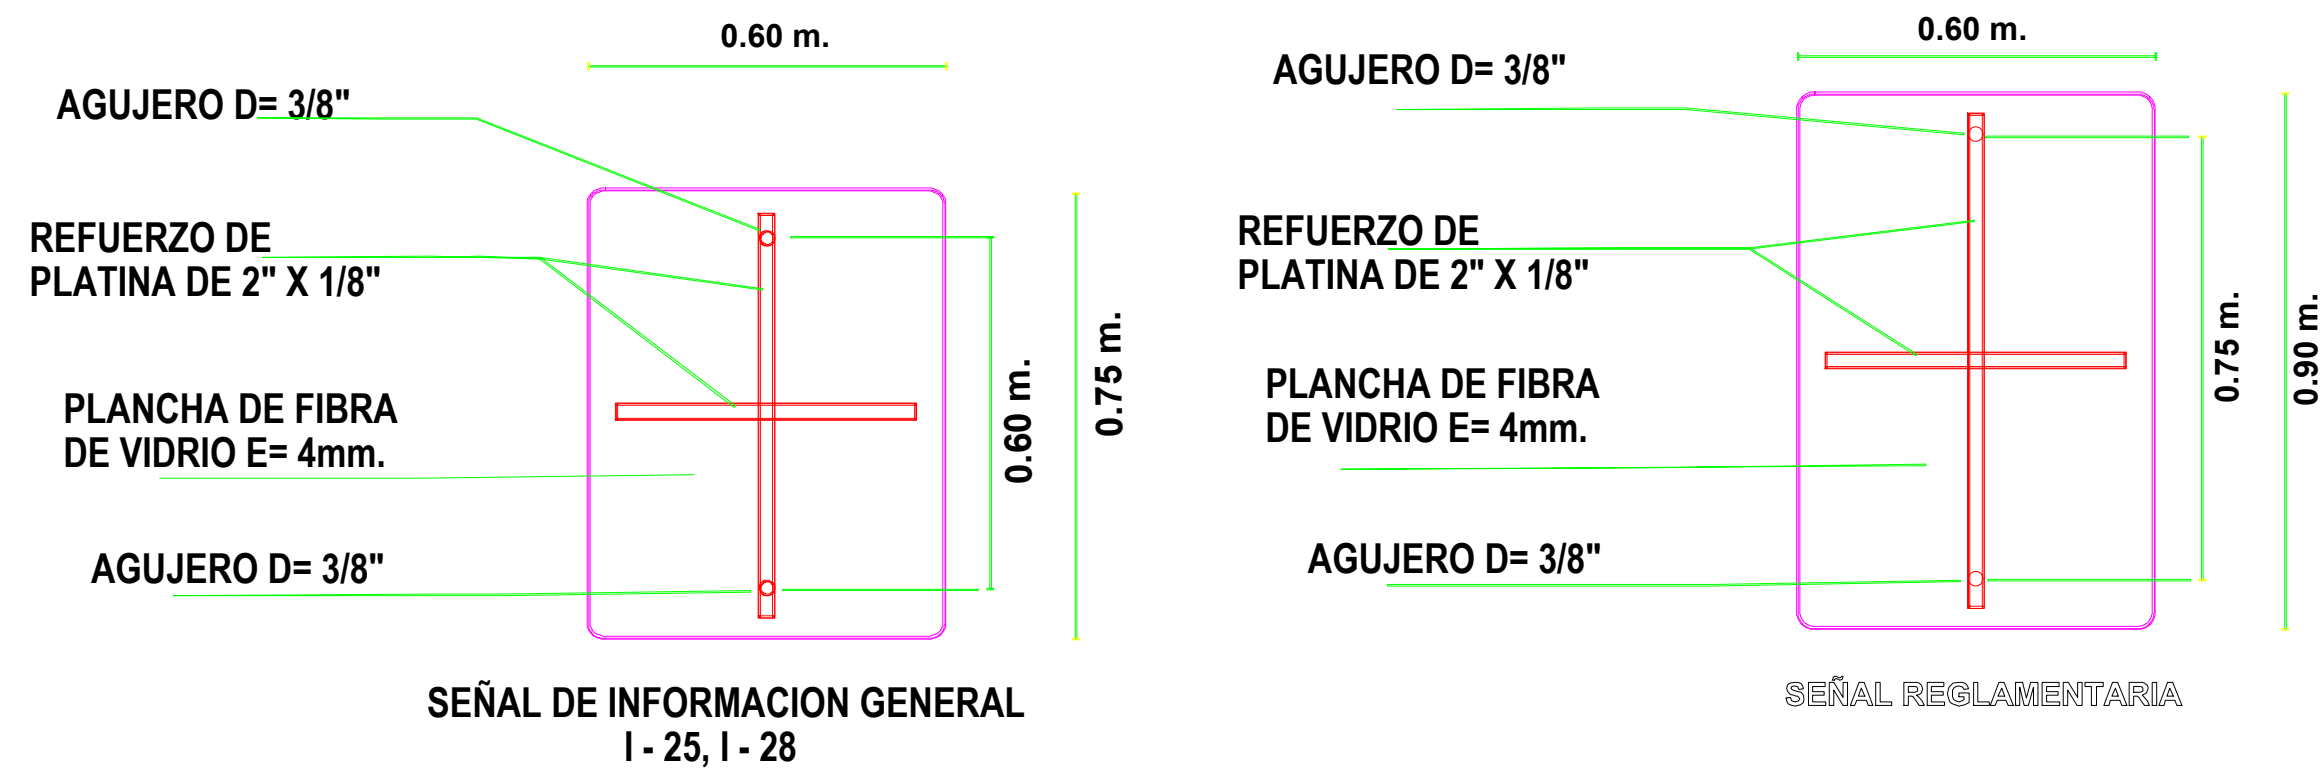 0.60 m.
AGUJERO D= 3/8"
REFUERZO DE
PLATINA DE 2" X 1/8"
PLANCHA DE FIBRA
DE VIDRIO E= 4mm.
AGUJERO D= 3/8"
0.60 m.
0.75 m.
SEÑAL DE INFORMACION GENERAL
I - 25, I - 28
0.60 m.
AGUJERO D= 3/8"
REFUERZO DE
PLATINA DE 2" X 1/8"
PLANCHA DE FIBRA
DE VIDRIO E= 4mm.
AGUJERO D= 3/8"
0.75 m.
0.90 m.
SEÑAL REGLAMENTARIA